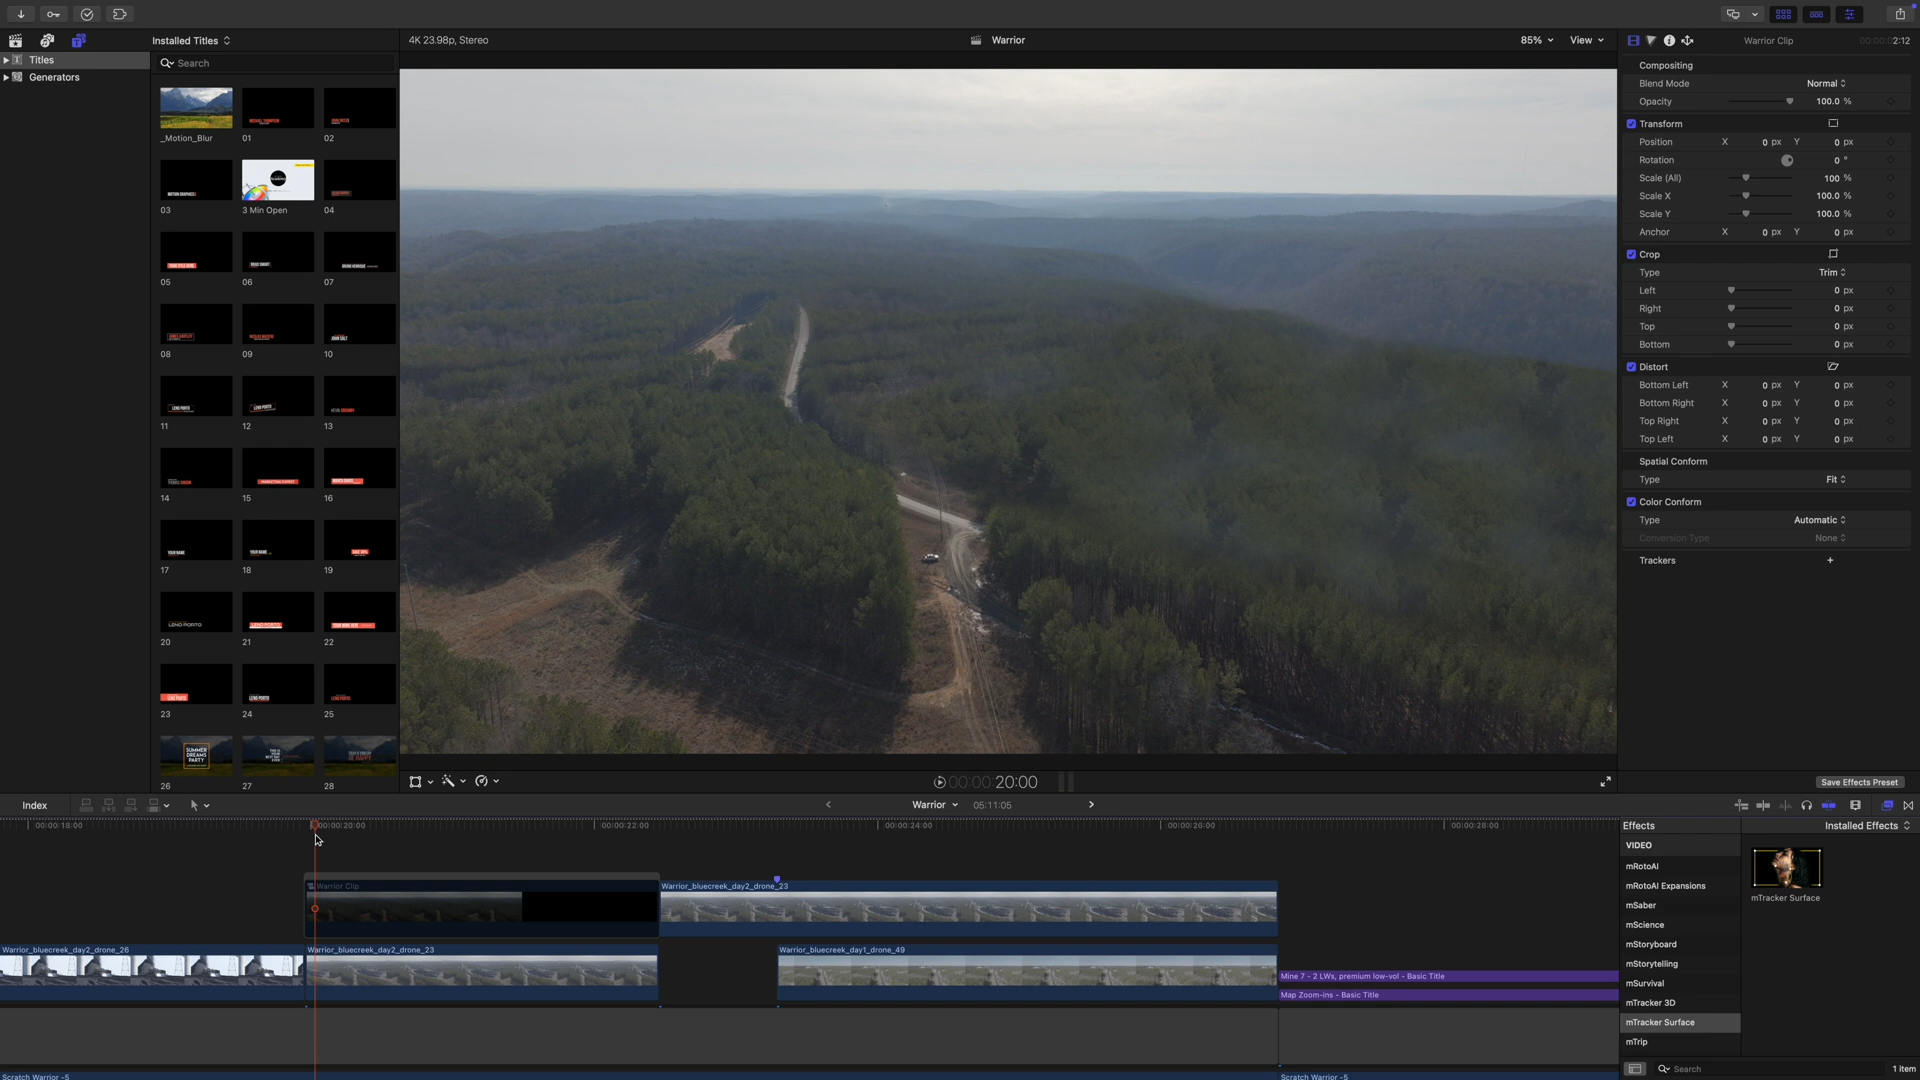 Installed Titles
4K 23.98p, Stereo
Warrior
85%
View
Warrior Clip
00:00:02:12
Titles
Generators
Search
_Motion_Blur
01
02
03
3 Min Open
04
05
06
07
08
09
10
11
12
13
14
15
16
17
18
19
20
21
22
23
24
25
26
27
28
SUMMER DREAMS PARTY
Compositing
Blend Mode
Normal
Opacity
100.0 %
Transform
Position X 0 px Y 0 px
Rotation 0 °
Scale (All) 100 %
Scale X 100.0 %
Scale Y 100.0 %
Anchor X 0 px Y 0 px
Crop
Type Trim
Left 0 px
Right 0 px
Top 0 px
Bottom 0 px
Distort
Bottom Left X 0 px Y 0 px
Bottom Right X 0 px Y 0 px
Top Right X 0 px Y 0 px
Top Left X 0 px Y 0 px
Spatial Conform
Type Fit
Color Conform
Type Automatic
Conversion Type None
Trackers +
Save Effects Preset
00:00:00:20:00
Index
Warrior
05:11:05
00:00:18:00
00:00:20:00
00:00:22:00
00:00:24:00
00:00:26:00
00:00:28:00
Warrior Clip
Warrior_bluecreek_day2_drone_23
Warrior_bluecreek_day2_drone_26
Warrior_bluecreek_day2_drone_23
Warrior_bluecreek_day1_drone_49
Mine 7 - 2 LWs, premium low-vol - Basic Title
Map Zoom-ins - Basic Title
Scratch Warrior -5
Scratch Warrior -5
Effects
Installed Effects
VIDEO
mRotoAI
mRotoAI Expansions
mSaber
mScience
mStoryboard
mStorytelling
mSurvival
mTracker 3D
mTracker Surface
mTrip
mTracker Surface
Search
1 item